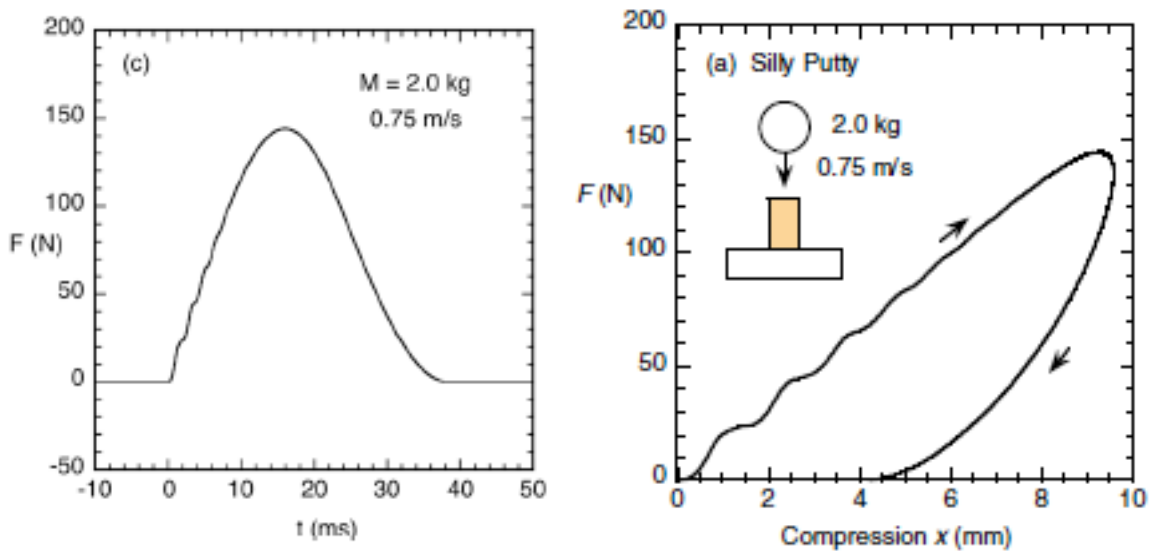 200
(c)
M = 2.0 kg
0.75 m/s
150
100
F (N)
50
0
-50
-10 0 10 20 30 40 50
t (ms)
200
(a) Silly Putty
2.0 kg
150
0.75 m/s
F (N)
100
50
0
0 2 4 6 8 10
Compression x (mm)